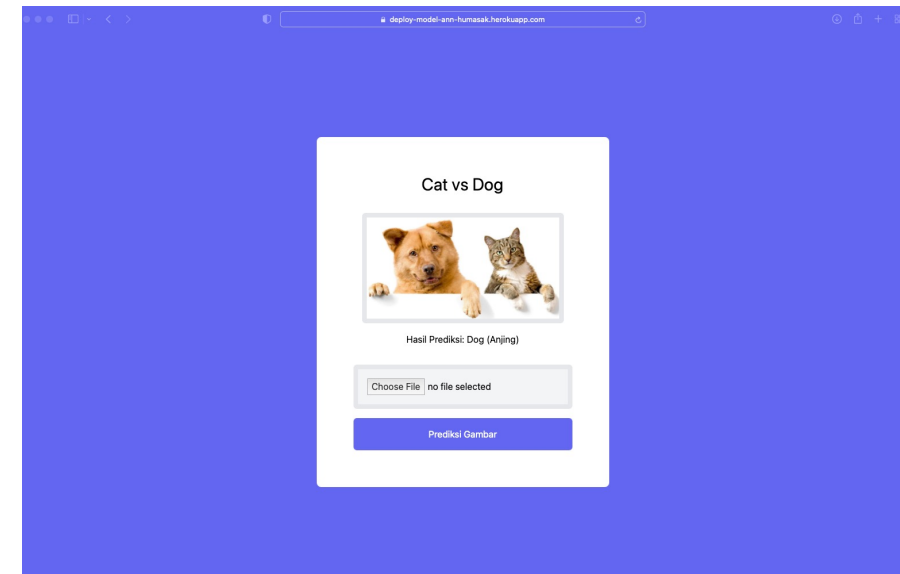 deploy-model-ann-humasak.herokuapp.com
Cat vs Dog
Hasil Prediksi: Dog (Anjing)
Choose File no file selected
Prediksi Gambar